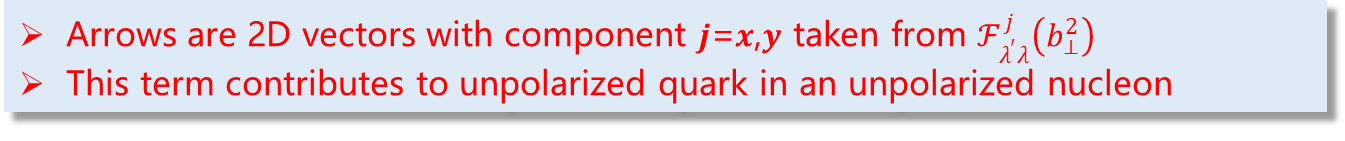 ➢ Arrows are 2D vectors with component j=x,y taken from ℱ^j_{λ′λ}(b²_⊥)
➢ This term contributes to unpolarized quark in an unpolarized nucleon